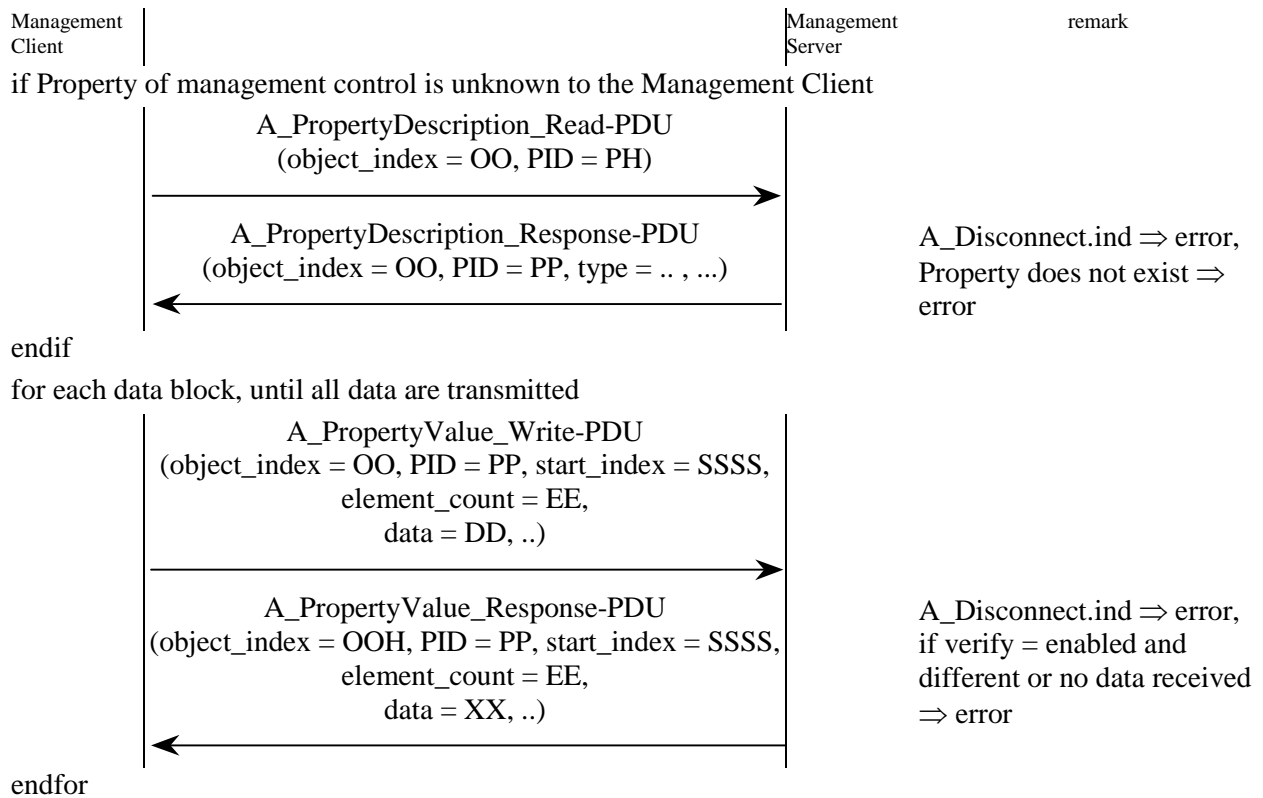 Management Client
Management Server
remark
if Property of management control is unknown to the Management Client
A_PropertyDescription_Read-PDU
(object_index = OO, PID = PH)
A_PropertyDescription_Response-PDU
(object_index = OO, PID = PP, type = .. , ...)
A_Disconnect.ind ⇒ error,
Property does not exist ⇒
error
endif
for each data block, until all data are transmitted
A_PropertyValue_Write-PDU
(object_index = OO, PID = PP, start_index = SSSS,
element_count = EE,
data = DD, ..)
A_PropertyValue_Response-PDU
(object_index = OOH, PID = PP, start_index = SSSS,
element_count = EE,
data = XX, ..)
A_Disconnect.ind ⇒ error,
if verify = enabled and
different or no data received
⇒ error
endfor